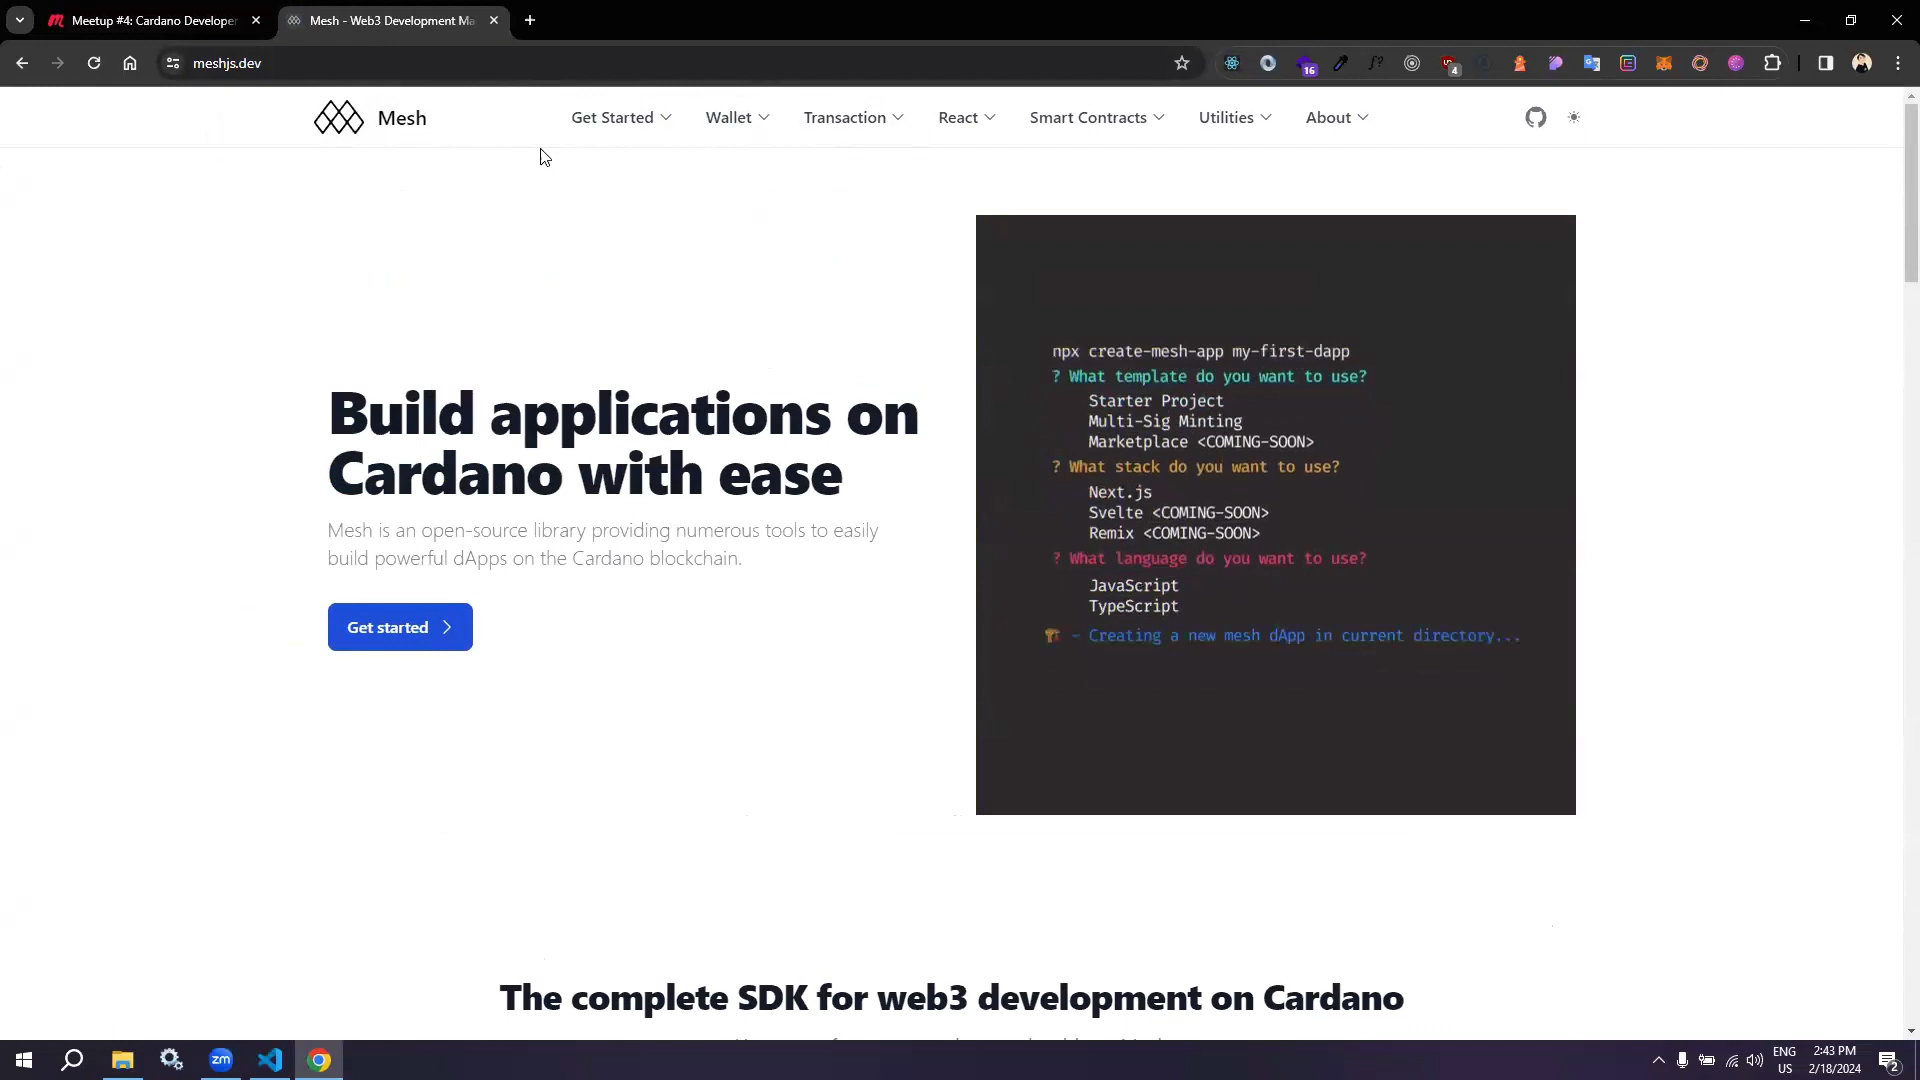 Meetup #4: Cardano Developer
Mesh - Web3 Development Ma
meshjs.dev
16
4
Mesh
Get Started
Wallet
Transaction
React
Smart Contracts
Utilities
About
npx create-mesh-app my-first-dapp
? What template do you want to use?
Starter Project
Multi-Sig Minting
Marketplace <COMING-SOON>
? What stack do you want to use?
Next.js
Svelte <COMING-SOON>
Remix <COMING-SOON>
? What language do you want to use?
JavaScript
TypeScript
- Creating a new mesh dApp in current directory...
Build applications on
Cardano with ease
Mesh is an open-source library providing numerous tools to easily
build powerful dApps on the Cardano blockchain.
Get started
The complete SDK for web3 development on Cardano
zm
ENG
US
2:43 PM
2/18/2024
2